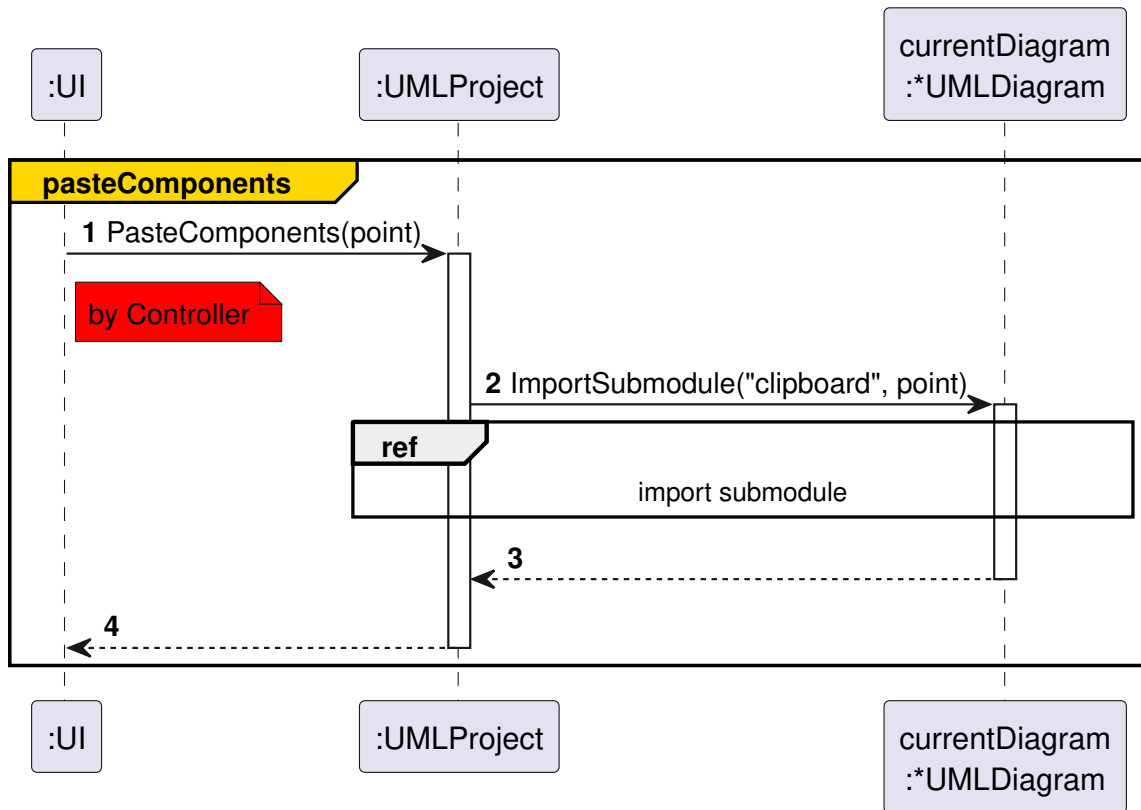 :UI
:UMLProject
currentDiagram
:*UMLDiagram
pasteComponents
1 PasteComponents(point)
by Controller
2 ImportSubmodule("clipboard", point)
ref
import submodule
3
4
:UI
:UMLProject
currentDiagram
:*UMLDiagram